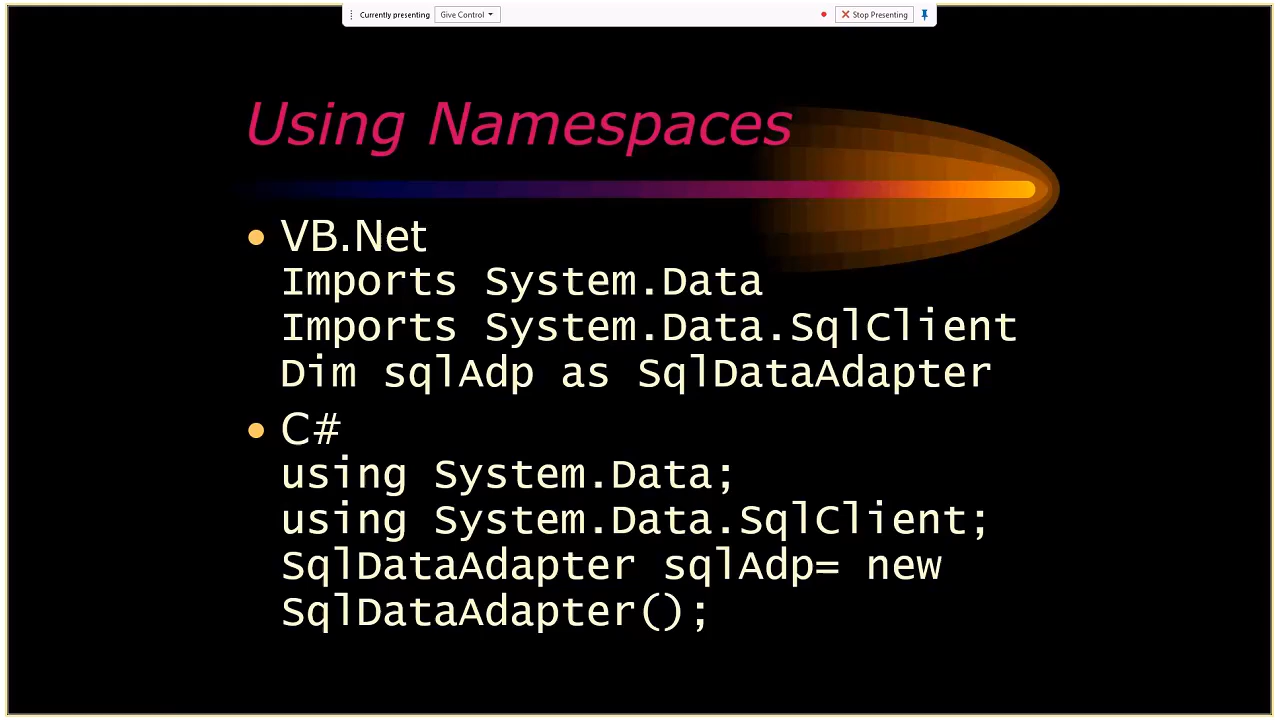 Currently presenting Give Control Stop Presenting
Using Namespaces
• VB.Net
Imports System.Data
Imports System.Data.SqlClient
Dim sqlAdp as SqlDataAdapter
• C#
using System.Data;
using System.Data.SqlClient;
SqlDataAdapter sqlAdp= new
SqlDataAdapter();